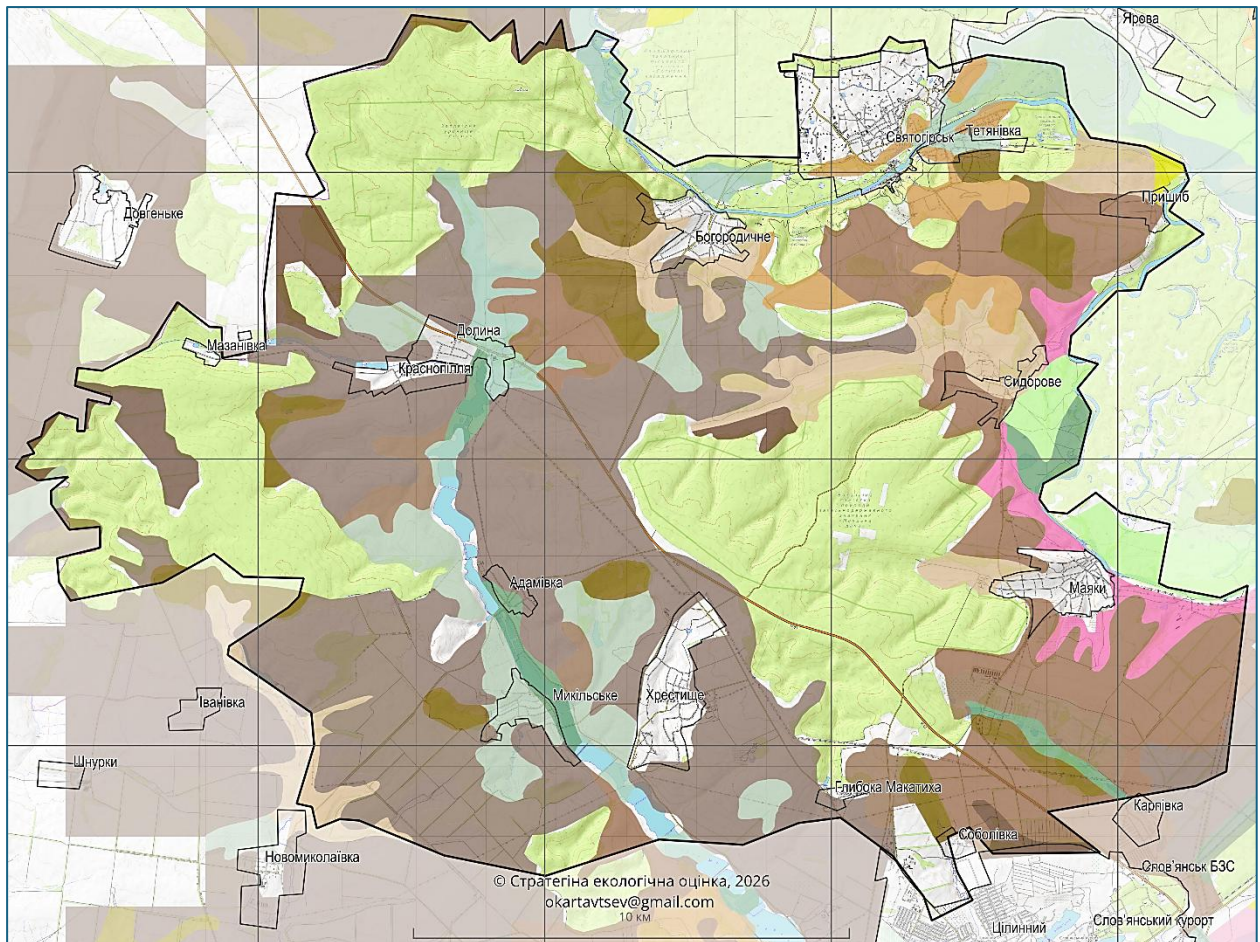 Ярова
Святогірськ
Тетянівка
Пришиб
Довгеньке
Богородичне
Долина
Мазанівка
Краснопілля
Сидорове
Адамівка
Маяки
Микільське
Хрестище
Іванівка
Шнурки
Глибока Макатиха
Карпівка
Соболівка
Новомиколаївка
Слов'янськ БЗС
© Стратегіна екологічна оцінка, 2026
okartavtsev@gmail.com
10 км
Слов'янський курорт
Цілинний